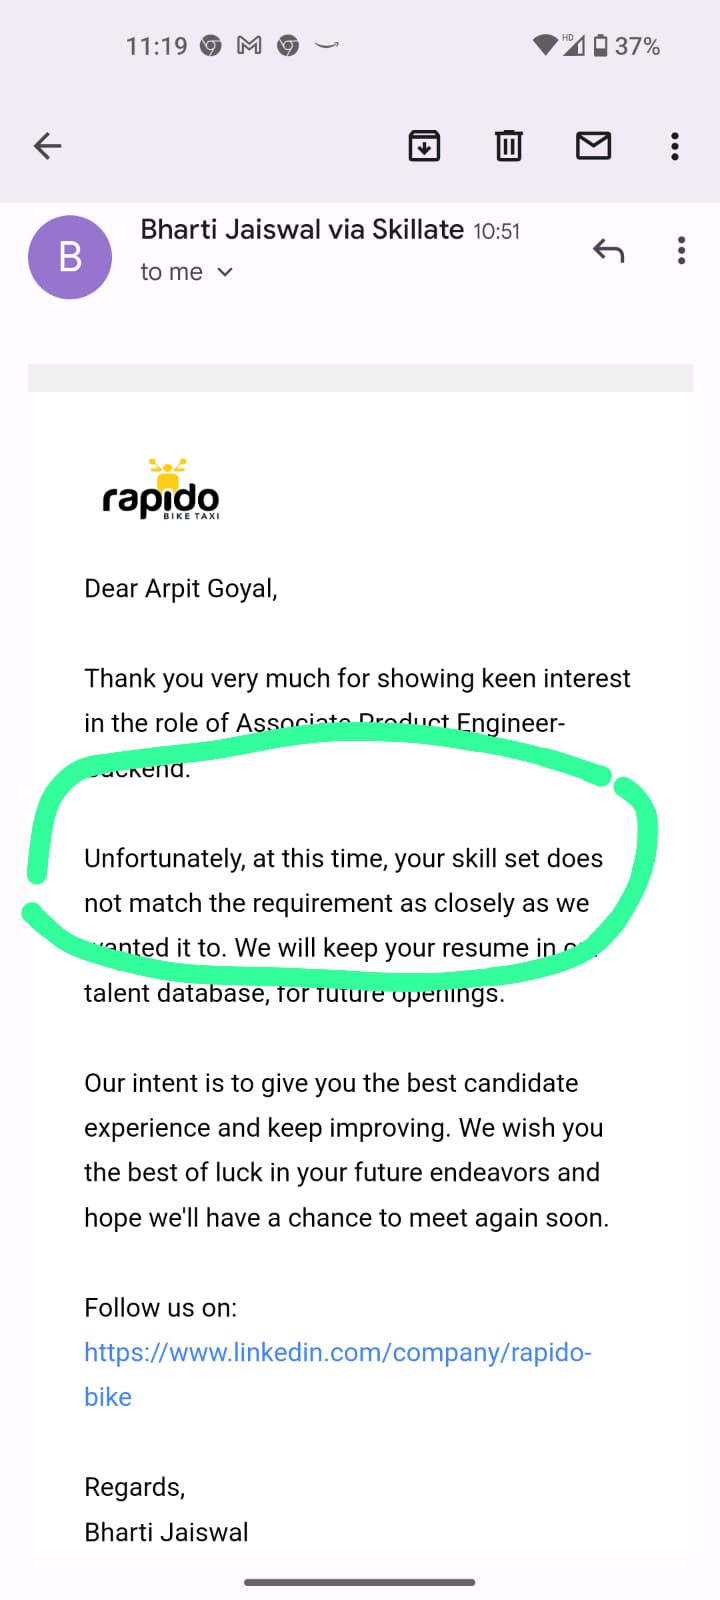 11:19
HD
37%
Bharti Jaiswal via Skillate 10:51
B
to me
rapido
BIKE TAXI
Dear Arpit Goyal,
Thank you very much for showing keen interest
in the role of Associate Product Engineer-
backend.
Unfortunately, at this time, your skill set does
not match the requirement as closely as we
wanted it to. We will keep your resume in
talent database, for future openings.
Our intent is to give you the best candidate
experience and keep improving. We wish you
the best of luck in your future endeavors and
hope we'll have a chance to meet again soon.
Follow us on:
https://www.linkedin.com/company/rapido-
bike
Regards,
Bharti Jaiswal